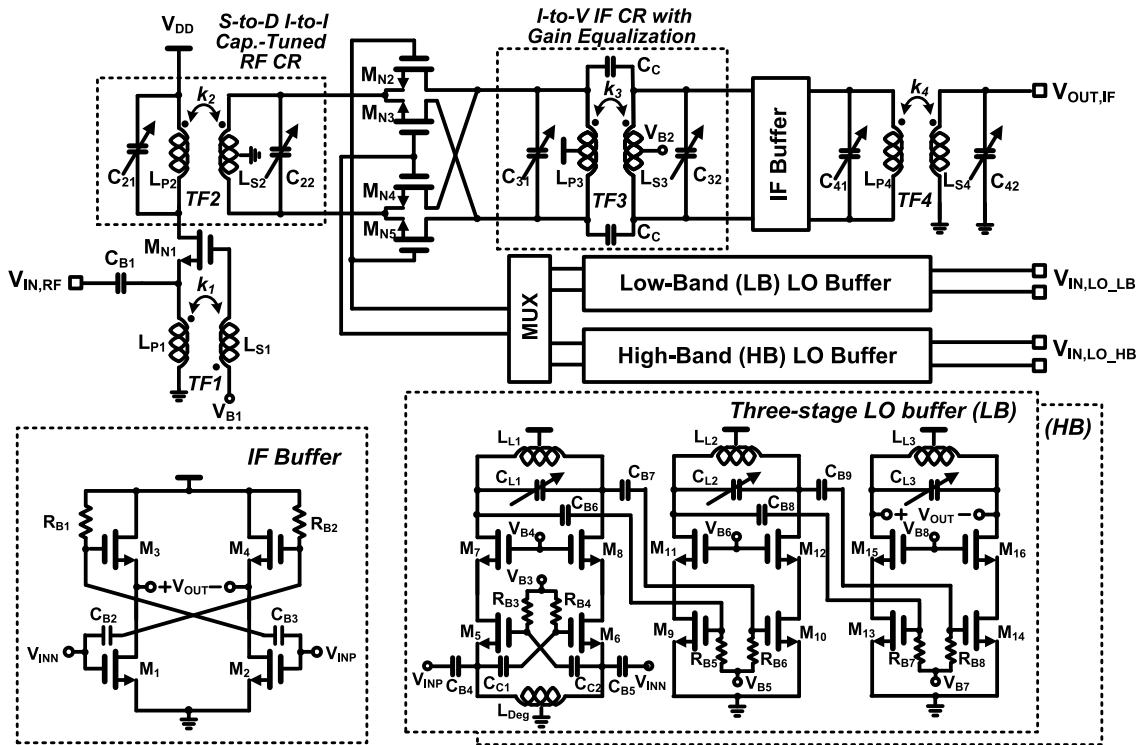 S-to-D I-to-I
Cap.-Tuned
RF CR
I-to-V IF CR with
Gain Equalization
VDD
MN2
MN3
MN4
MN5
CC
k2
k3
k4
VB2
VOUT,IF
C21
LP2
TF2
LS2
C22
C31
LP3
TF3
LS3
C32
CC
IF Buffer
C41
LP4
TF4
LS4
C42
MN1
CB1
VIN,RF
k1
LP1
LS1
TF1
VB1
MUX
Low-Band (LB) LO Buffer
VIN,LO_LB
High-Band (HB) LO Buffer
VIN,LO_HB
IF Buffer
RB1
RB2
M3
M4
+VOUT−
CB2
CB3
VINN
M1
M2
VINP
Three-stage LO buffer (LB)
(HB)
LL1
LL2
LL3
CL1
CB7
CL2
CB9
CL3
CB6
CB8
+ VOUT −
VB4
VB6
VB8
M7
M8
M11
M12
M15
M16
VB3
RB3
RB4
M5
M6
M9
M10
M13
M14
RB5
RB6
RB7
RB8
VINP
CB4
CC1
CC2
CB5
VINN
VB5
VB7
LDeg